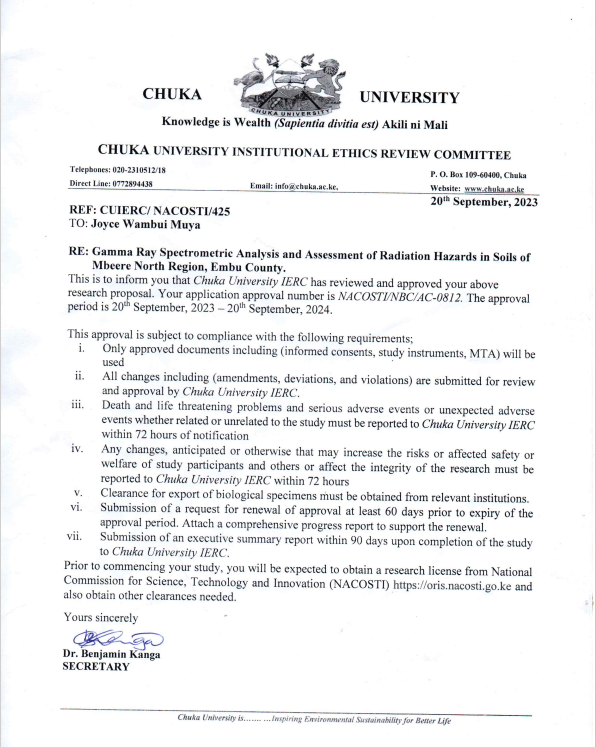 CHUKA UNIVERSITY
CHUKA UNIVERSITY
Knowledge is Wealth (Sapientia divitia est) Akili ni Mali
CHUKA UNIVERSITY INSTITUTIONAL ETHICS REVIEW COMMITTEE
Telephones: 020-2310512/18 P. O. Box 109-60400, Chuka
Direct Line: 0772894438 Email: info@chuka.ac.ke, Website: www.chuka.ac.ke
20th September, 2023
REF: CUIERC/ NACOSTI/425
TO: Joyce Wambui Muya
RE: Gamma Ray Spectrometric Analysis and Assessment of Radiation Hazards in Soils of
Mbeere North Region, Embu County.
This is to inform you that Chuka University IERC has reviewed and approved your above
research proposal. Your application approval number is NACOSTI/NBC/AC-0812. The approval
period is 20th September, 2023 – 20th September, 2024.
This approval is subject to compliance with the following requirements;
i. Only approved documents including (informed consents, study instruments, MTA) will be
used
ii. All changes including (amendments, deviations, and violations) are submitted for review
and approval by Chuka University IERC.
iii. Death and life threatening problems and serious adverse events or unexpected adverse
events whether related or unrelated to the study must be reported to Chuka University IERC
within 72 hours of notification
iv. Any changes, anticipated or otherwise that may increase the risks or affected safety or
welfare of study participants and others or affect the integrity of the research must be
reported to Chuka University IERC within 72 hours
v. Clearance for export of biological specimens must be obtained from relevant institutions.
vi. Submission of a request for renewal of approval at least 60 days prior to expiry of the
approval period. Attach a comprehensive progress report to support the renewal.
vii. Submission of an executive summary report within 90 days upon completion of the study
to Chuka University IERC.
Prior to commencing your study, you will be expected to obtain a research license from National
Commission for Science, Technology and Innovation (NACOSTI) https://oris.nacosti.go.ke and
also obtain other clearances needed.
Yours sincerely
Dr. Benjamin Kanga
SECRETARY
Chuka University is....... ...Inspiring Environmental Sustainability for Better Life